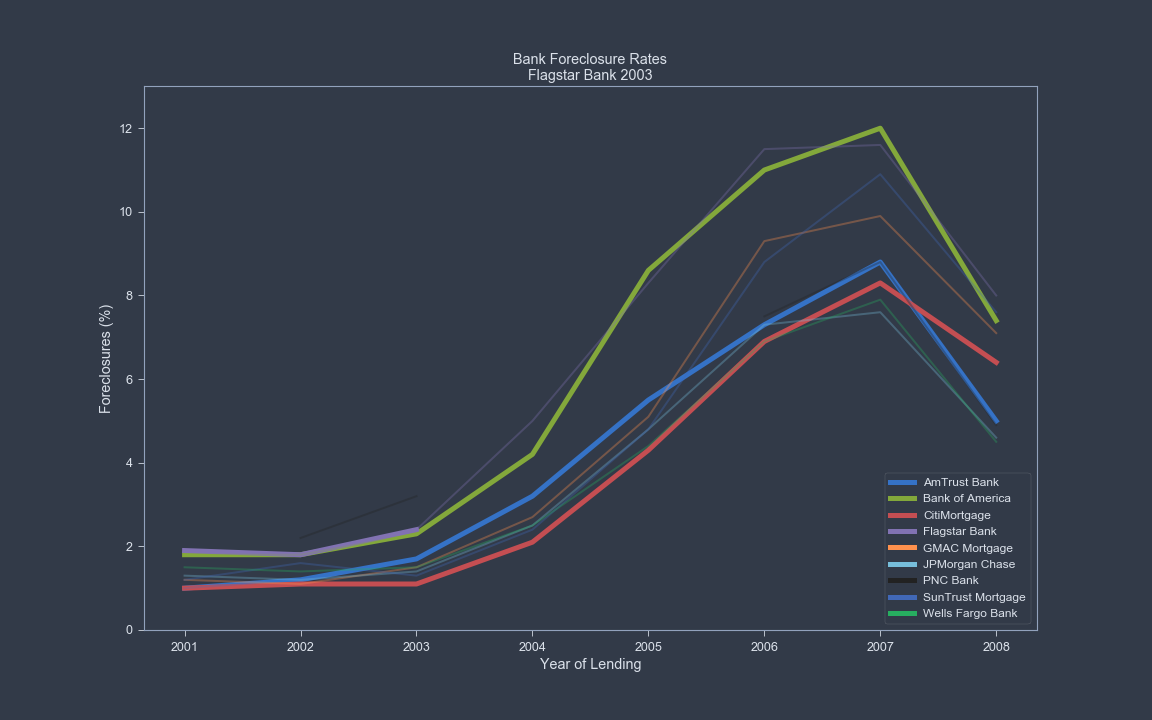 Bank Foreclosure Rates
Flagstar Bank 2003
Foreclosures (%)
12
10
8
6
4
2
0
2001 2002 2003 2004 2005 2006 2007 2008
Year of Lending
AmTrust Bank
Bank of America
CitiMortgage
Flagstar Bank
GMAC Mortgage
JPMorgan Chase
PNC Bank
SunTrust Mortgage
Wells Fargo Bank